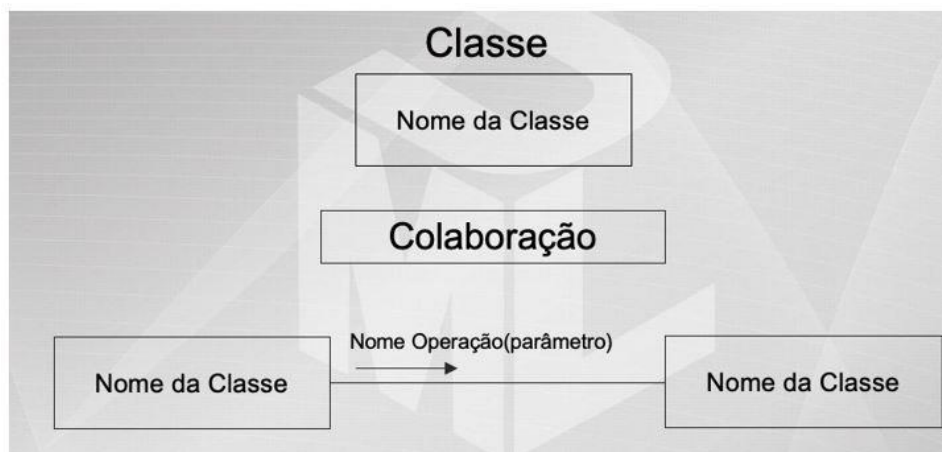 Classe
Nome da Classe
Colaboração
Nome Operação(parâmetro)
Nome da Classe
Nome da Classe